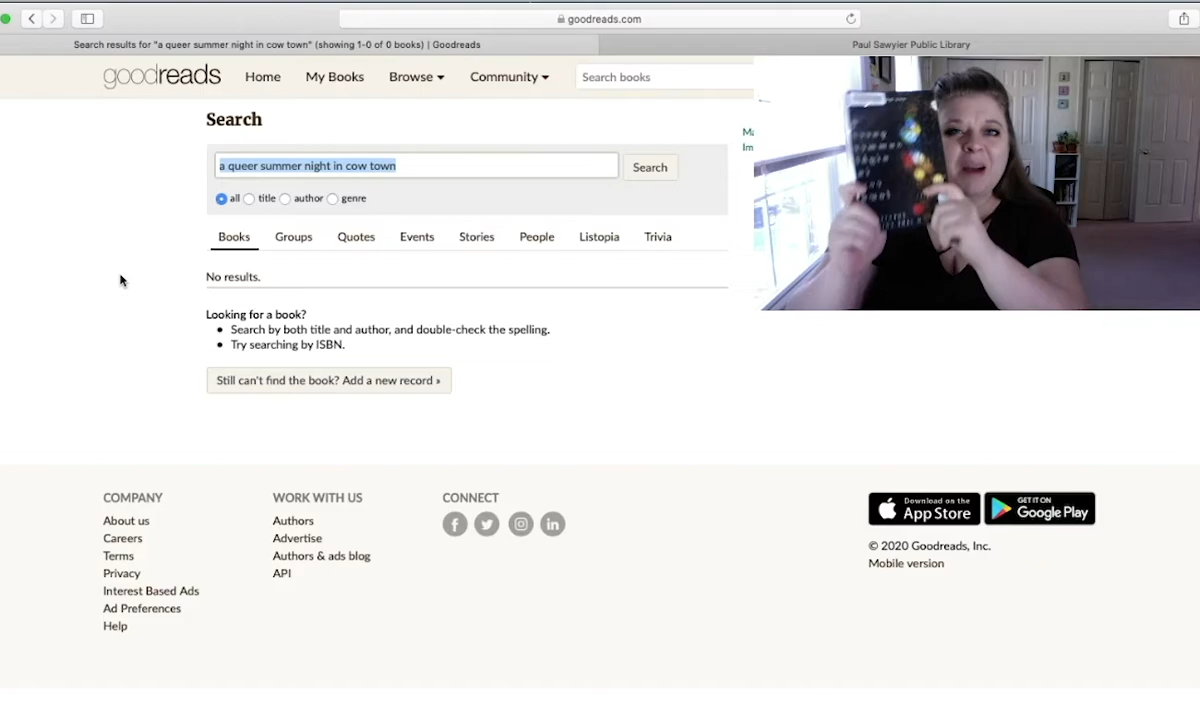 goodreads.com
Search results for "a queer summer night in cow town" (showing 1-0 of 0 books) | Goodreads
Paul Sawyier Public Library
goodreads
Home
My Books
Browse
Community
Search books
Search
a queer summer night in cow town
Search
all
title
author
genre
Books
Groups
Quotes
Events
Stories
People
Listopia
Trivia
No results.
Looking for a book?
• Search by both title and author, and double-check the spelling.
• Try searching by ISBN.
Still can't find the book? Add a new record »
COMPANY
About us
Careers
Terms
Privacy
Interest Based Ads
Ad Preferences
Help
WORK WITH US
Authors
Advertise
Authors & ads blog
API
CONNECT
Download on the
App Store
GET IT ON
Google Play
© 2020 Goodreads, Inc.
Mobile version